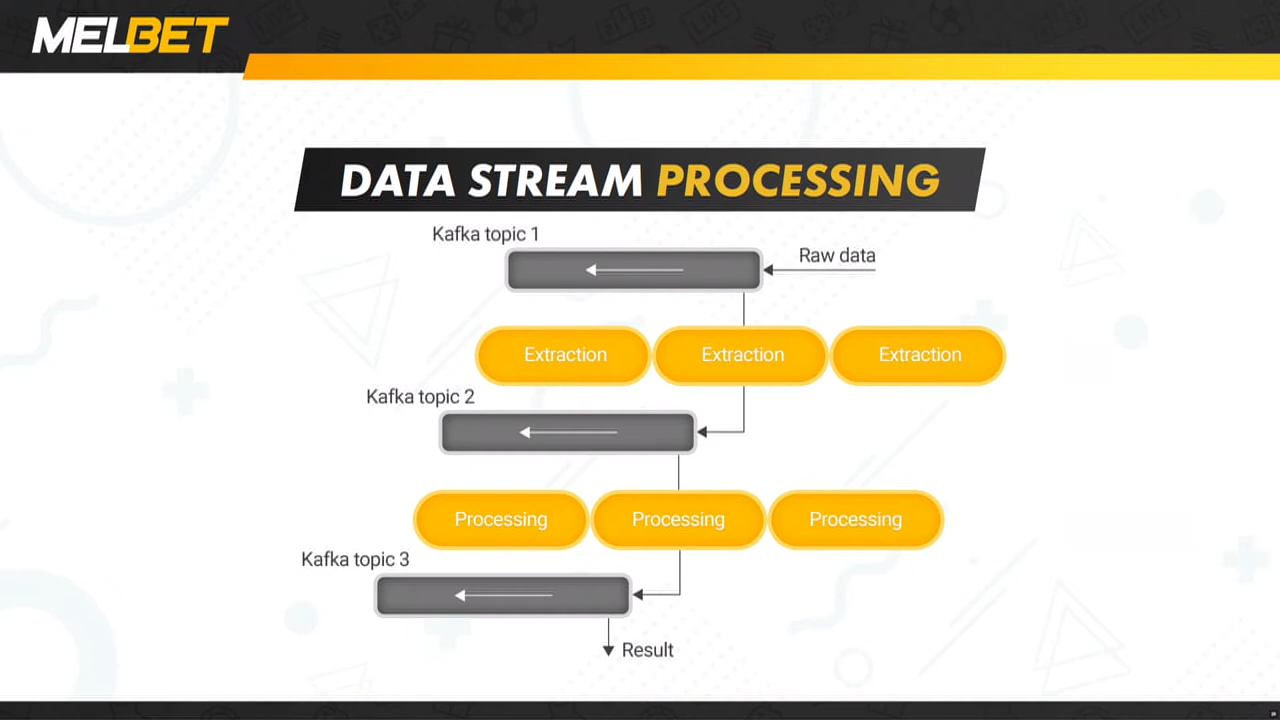 MELBET
DATA STREAM PROCESSING
Kafka topic 1
Raw data
Extraction Extraction Extraction
Kafka topic 2
Processing Processing Processing
Kafka topic 3
Result